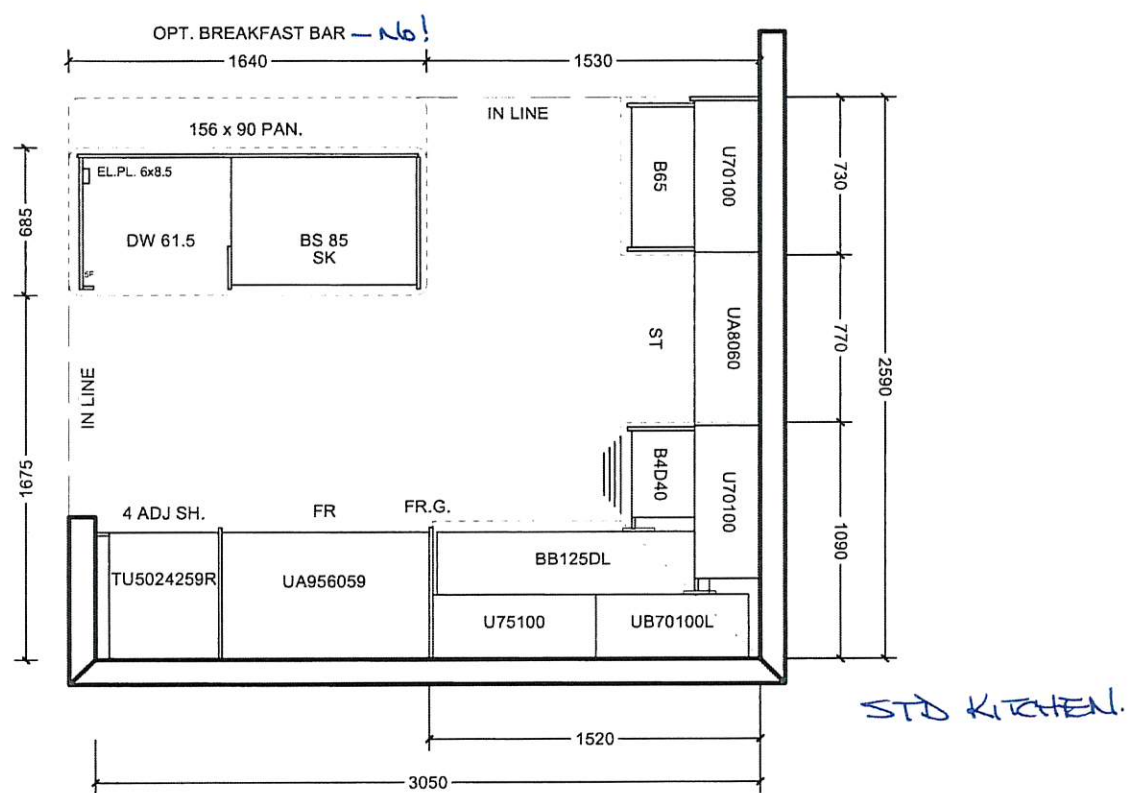 OPT. BREAKFAST BAR — No!
1640
1530
IN LINE
156 x 90 PAN.
EL.PL. 6x8.5
DW 61.5
BS 85
SK
SF
685
B65
U70100
730
UA8060
ST
770
2590
IN LINE
1675
B4D40
U70100
1090
4 ADJ SH.
FR
FR.G.
TU5024259R
UA956059
BB125DL
U75100
UB70100L
STD KITCHEN.
1520
3050